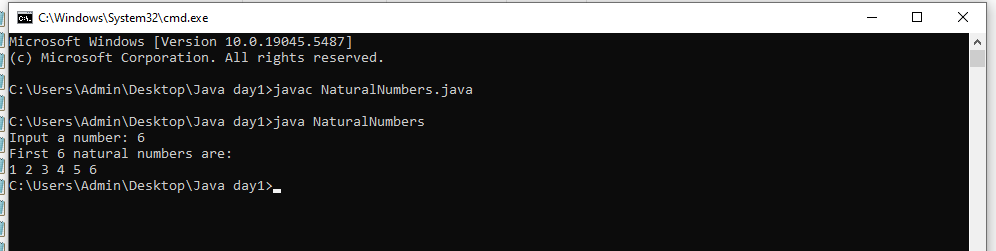 C:\Windows\System32\cmd.exe
Microsoft Windows [Version 10.0.19045.5487]
(c) Microsoft Corporation. All rights reserved.
C:\Users\Admin\Desktop\Java day1>javac NaturalNumbers.java
C:\Users\Admin\Desktop\Java day1>java NaturalNumbers
Input a number: 6
First 6 natural numbers are:
1 2 3 4 5 6
C:\Users\Admin\Desktop\Java day1>